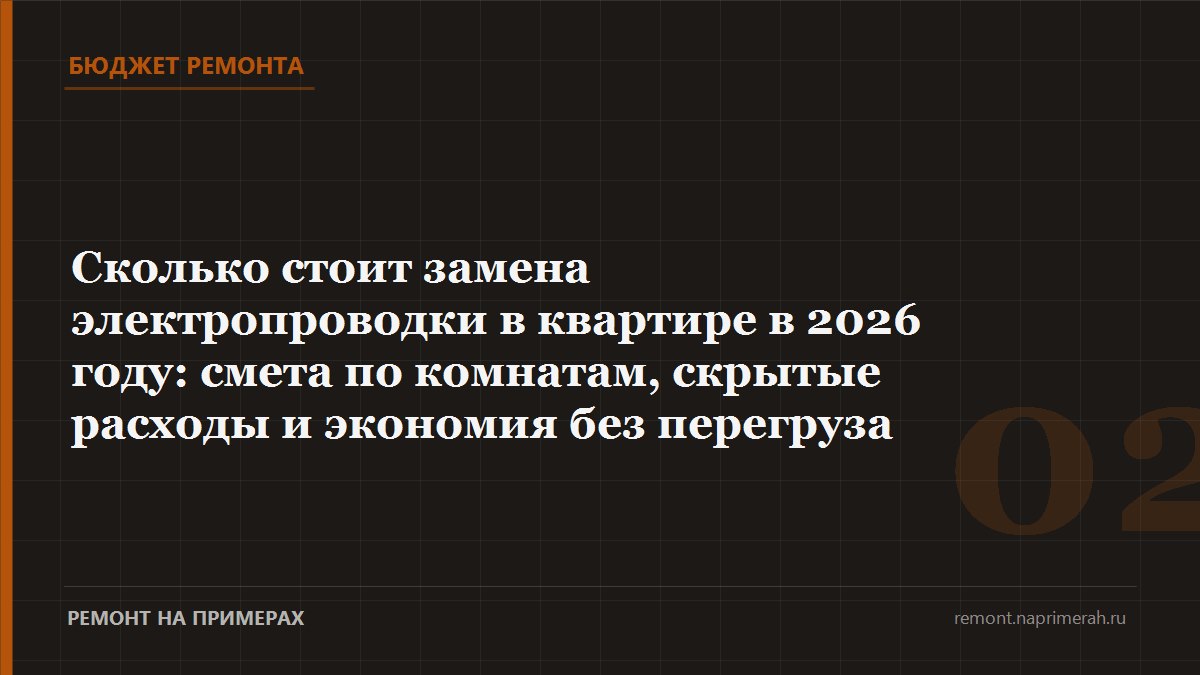 БЮДЖЕТ РЕМОНТА
Сколько стоит замена
электропроводки в квартире в 2026
году: смета по комнатам, скрытые
расходы и экономия без перегруза
02
РЕМОНТ НА ПРИМЕРАХ
remont.naprimerah.ru